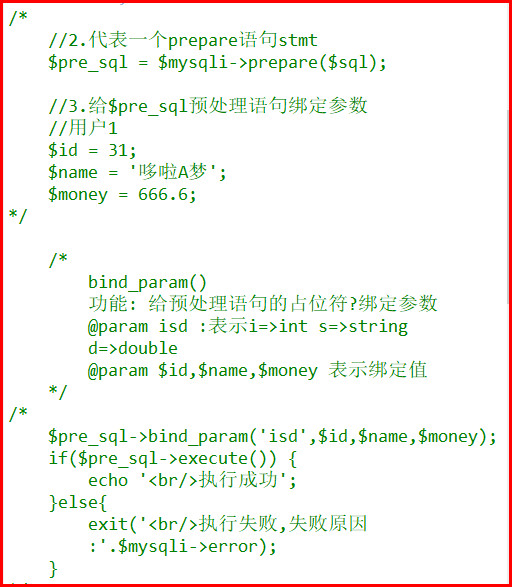 /*
    //2.代表一个prepare语句stmt
    $pre_sql = $mysqli->prepare($sql);

    //3.给$pre_sql预处理语句绑定参数
    //用户1
    $id = 31;
    $name = '哆啦A梦';
    $money = 666.6;
*/

    /*
        bind_param()
        功能: 给预处理语句的占位符?绑定参数
        @param isd :表示i=>int s=>string
        d=>double
        @param $id,$name,$money 表示绑定值
    */
/*
    $pre_sql->bind_param('isd',$id,$name,$money);
    if($pre_sql->execute()) {
        echo '<br/>执行成功';
    }else{
        exit('<br/>执行失败,失败原因
        :'.$mysqli->error);
    }